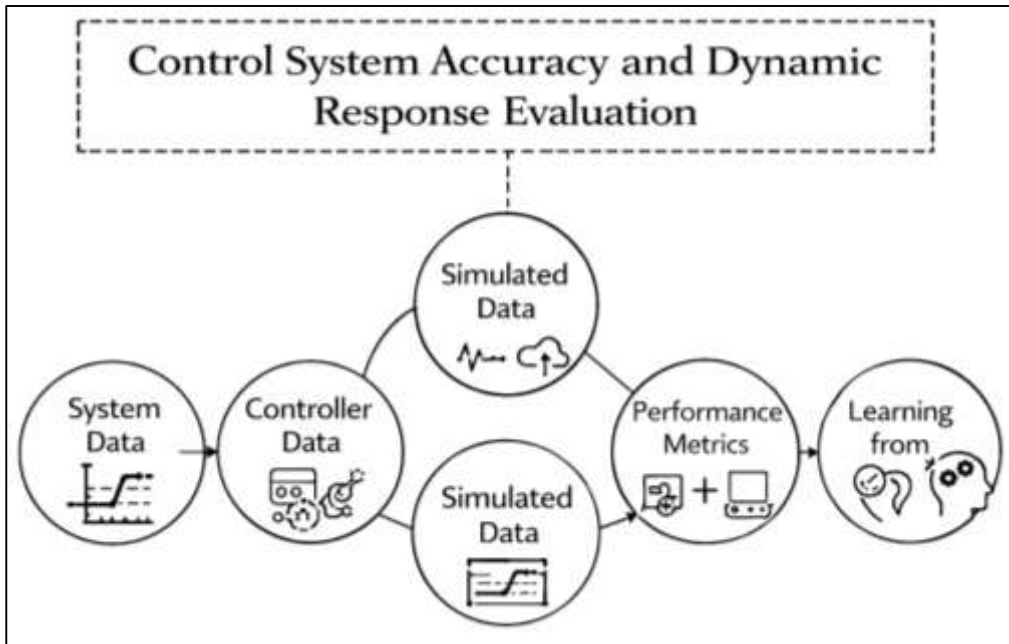 Control System Accuracy and Dynamic
Response Evaluation
Simulated
Data
System
Data
Controller
Data
Simulated
Data
Performance
Metrics
Learning
from